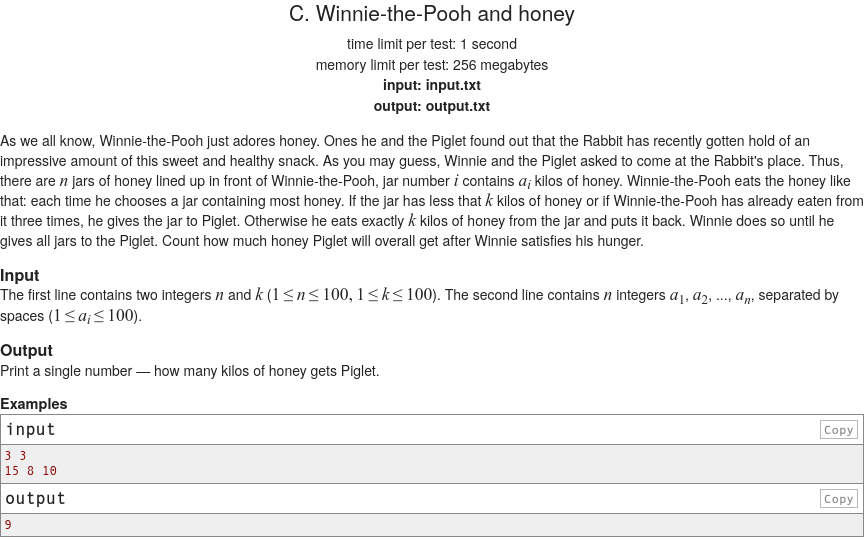 C. Winnie-the-Pooh and honey
time limit per test: 1 second
memory limit per test: 256 megabytes
input: input.txt
output: output.txt
As we all know, Winnie-the-Pooh just adores honey. Ones he and the Piglet found out that the Rabbit has recently gotten hold of an
impressive amount of this sweet and healthy snack. As you may guess, Winnie and the Piglet asked to come at the Rabbit's place. Thus,
there are n jars of honey lined up in front of Winnie-the-Pooh, jar number i contains a_i kilos of honey. Winnie-the-Pooh eats the honey like
that: each time he chooses a jar containing most honey. If the jar has less that k kilos of honey or if Winnie-the-Pooh has already eaten from
it three times, he gives the jar to Piglet. Otherwise he eats exactly k kilos of honey from the jar and puts it back. Winnie does so until he
gives all jars to the Piglet. Count how much honey Piglet will overall get after Winnie satisfies his hunger.
Input
The first line contains two integers n and k (1 ≤ n ≤ 100, 1 ≤ k ≤ 100). The second line contains n integers a_1, a_2, ..., a_n, separated by
spaces (1 ≤ a_i ≤ 100).
Output
Print a single number — how many kilos of honey gets Piglet.
Examples
input Copy
3 3
15 8 10
output Copy
9